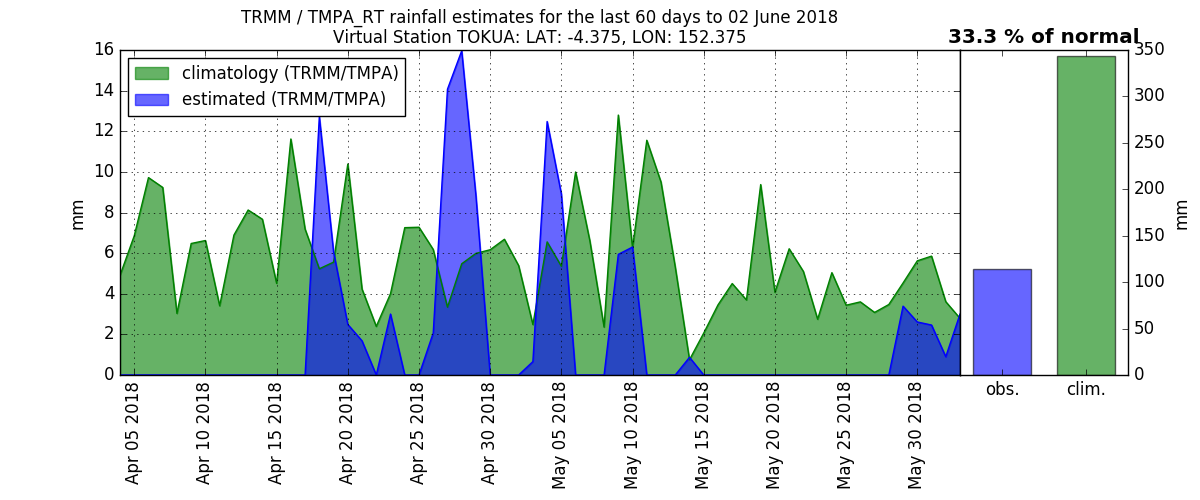 TRMM / TMPA_RT rainfall estimates for the last 60 days to 02 June 2018
Virtual Station TOKUA: LAT: -4.375, LON: 152.375
33.3 % of normal
climatology (TRMM/TMPA)
estimated (TRMM/TMPA)
mm
16
14
12
10
8
6
4
2
0
Apr 05 2018
Apr 10 2018
Apr 15 2018
Apr 20 2018
Apr 25 2018
Apr 30 2018
May 05 2018
May 10 2018
May 15 2018
May 20 2018
May 25 2018
May 30 2018
obs.
clim.
350
300
250
200
150
100
50
0
mm